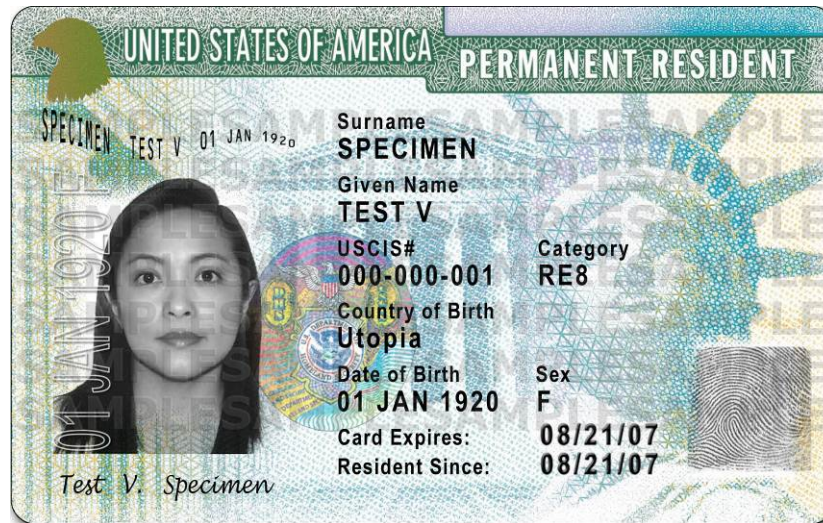 UNITED STATES OF AMERICA
PERMANENT RESIDENT
SPECIMEN TEST V 01 JAN 1920
Surname
SPECIMEN
Given Name
TEST V
USCIS# Category
000-000-001 RE8
Country of Birth
Utopia
Date of Birth Sex
01 JAN 1920 F
Card Expires: 08/21/07
Resident Since: 08/21/07
01 JAN 1920 F
Test V. Specimen
SAMPLE